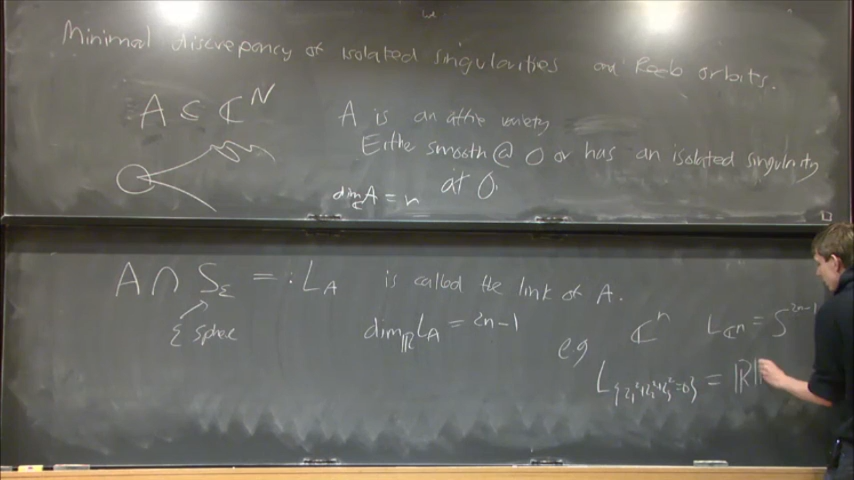 Minimal discrepancy of isolated singularities and Reeb orbits.
A ⊆ ℂ^N
A is an affine variety
Either smooth @ 0 or has an isolated singularity
at 0.
dim_ℂ A = n
A ∩ S_ε =: L_A is called the link of A.
ε sphere
dim_ℝ L_A = 2n-1
e.g ℂ^n L_{ℂ^n} = S^{2n-1}
L_{\{z_1^2+z_2^2+z_3^2=0\}} = ℝℙ